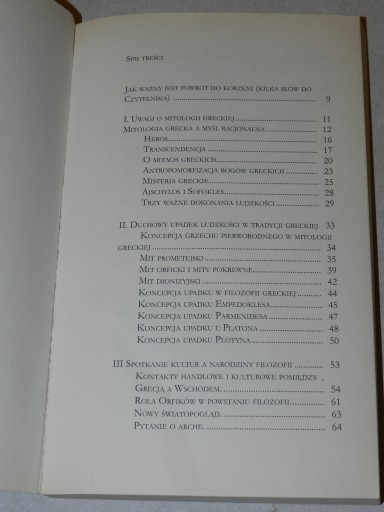 Spis treści
Jak ważny jest powrót do korzeni (kilka słów do
Czytelnika) 9
I. Uwagi o mitologii greckiej 11
Mitologia grecka a myśl racjonalna. 12
Heros 16
Transcendencja 17
O mitach greckich 20
Antropomorfizacja bogów greckich 23
Misteria greckie 25
Ajschylos i Sofokles 28
Trzy ważne dokonania ludzkości 29
II. Duchowy upadek ludzkości w tradycji greckiej 33
Koncepcja grzechu pierworodnego w mitologii
greckiej 34
Mit prometejski 35
Mit orficki i mity pokrewne 39
Mit dionizyjski 42
Koncepcja upadku w filozofii greckiej 44
Koncepcja upadku Empedoklesa 45
Koncepcja upadku Parmenidesa 47
Koncepcja upadku u Platona 48
Koncepcja upadku Plotyna 50
III Spotkanie kultur a narodziny filozofii 53
Kontakty handlowe i kulturowe pomiędzy .
Grecją a Wschodem. 54
Rola Orfików w powstaniu filozofii 61
Nowy światopogląd. 63
Pytanie o arche. 64